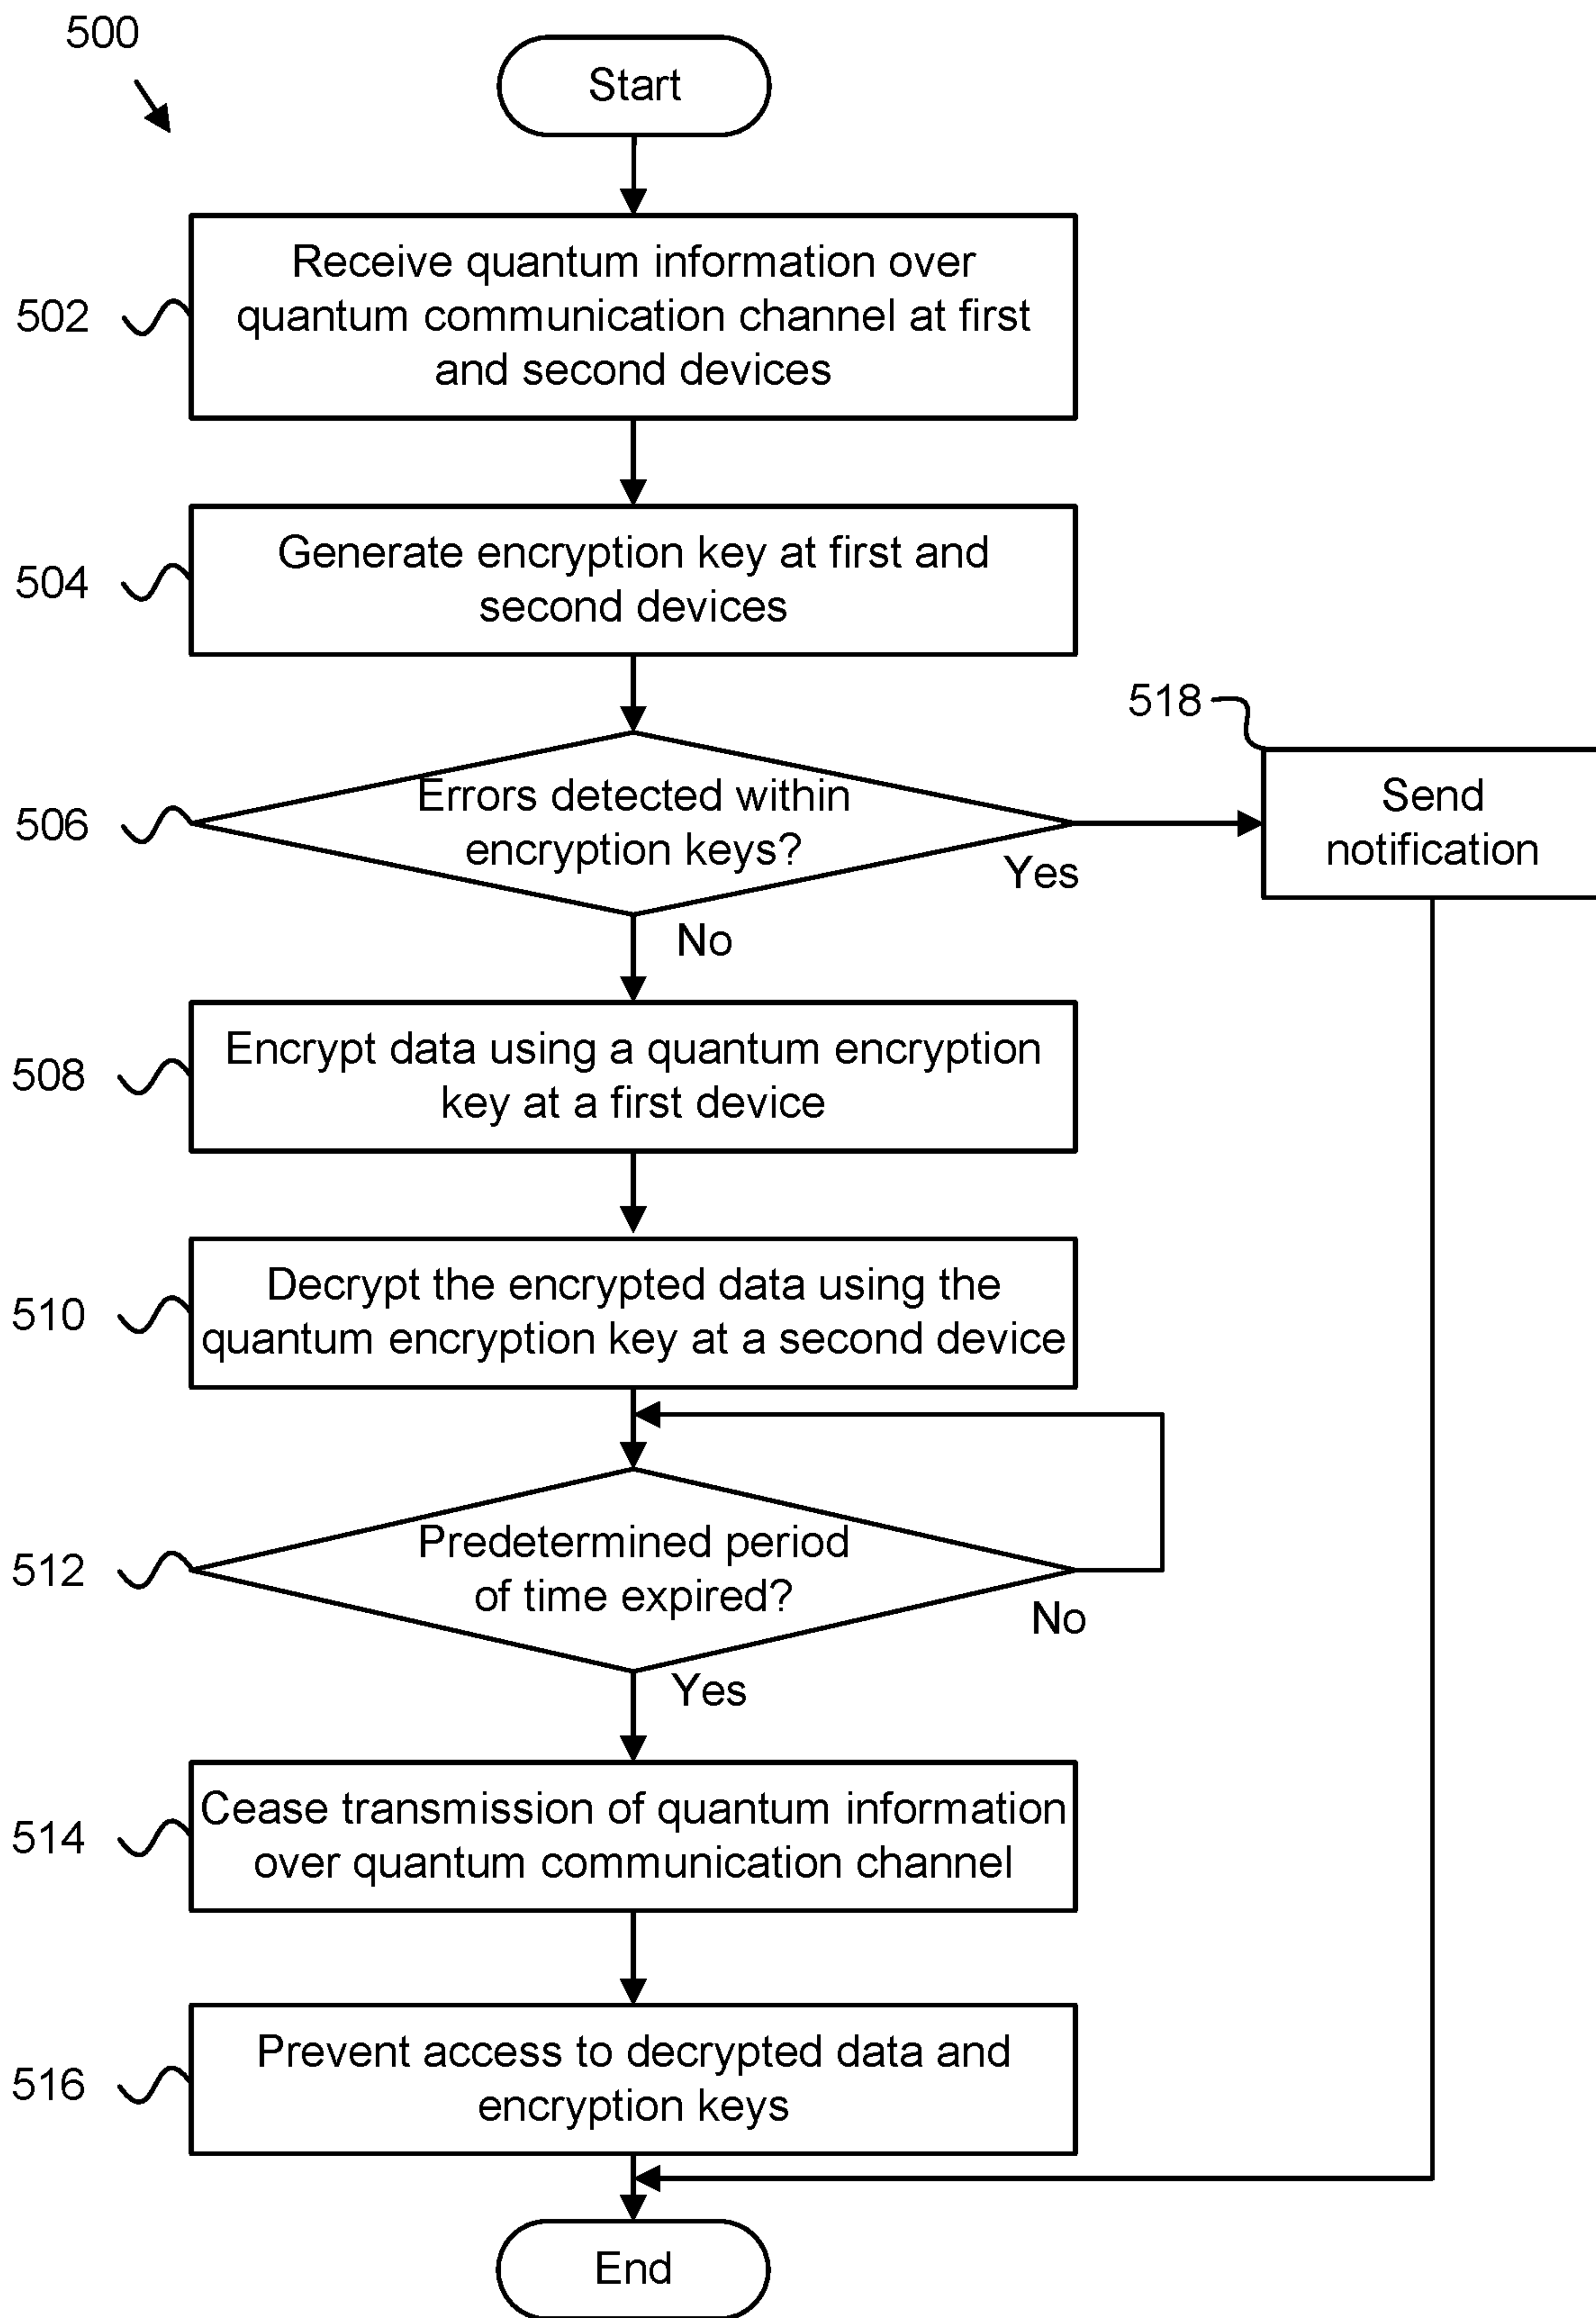 500
Start
502
Receive quantum information over
quantum communication channel at first
and second devices
504
Generate encryption key at first and
second devices
518
506
Errors detected within
encryption keys?
Yes
Send
notification
No
508
Encrypt data using a quantum encryption
key at a first device
510
Decrypt the encrypted data using the
quantum encryption key at a second device
512
Predetermined period
of time expired?
No
Yes
514
Cease transmission of quantum information
over quantum communication channel
516
Prevent access to decrypted data and
encryption keys
End